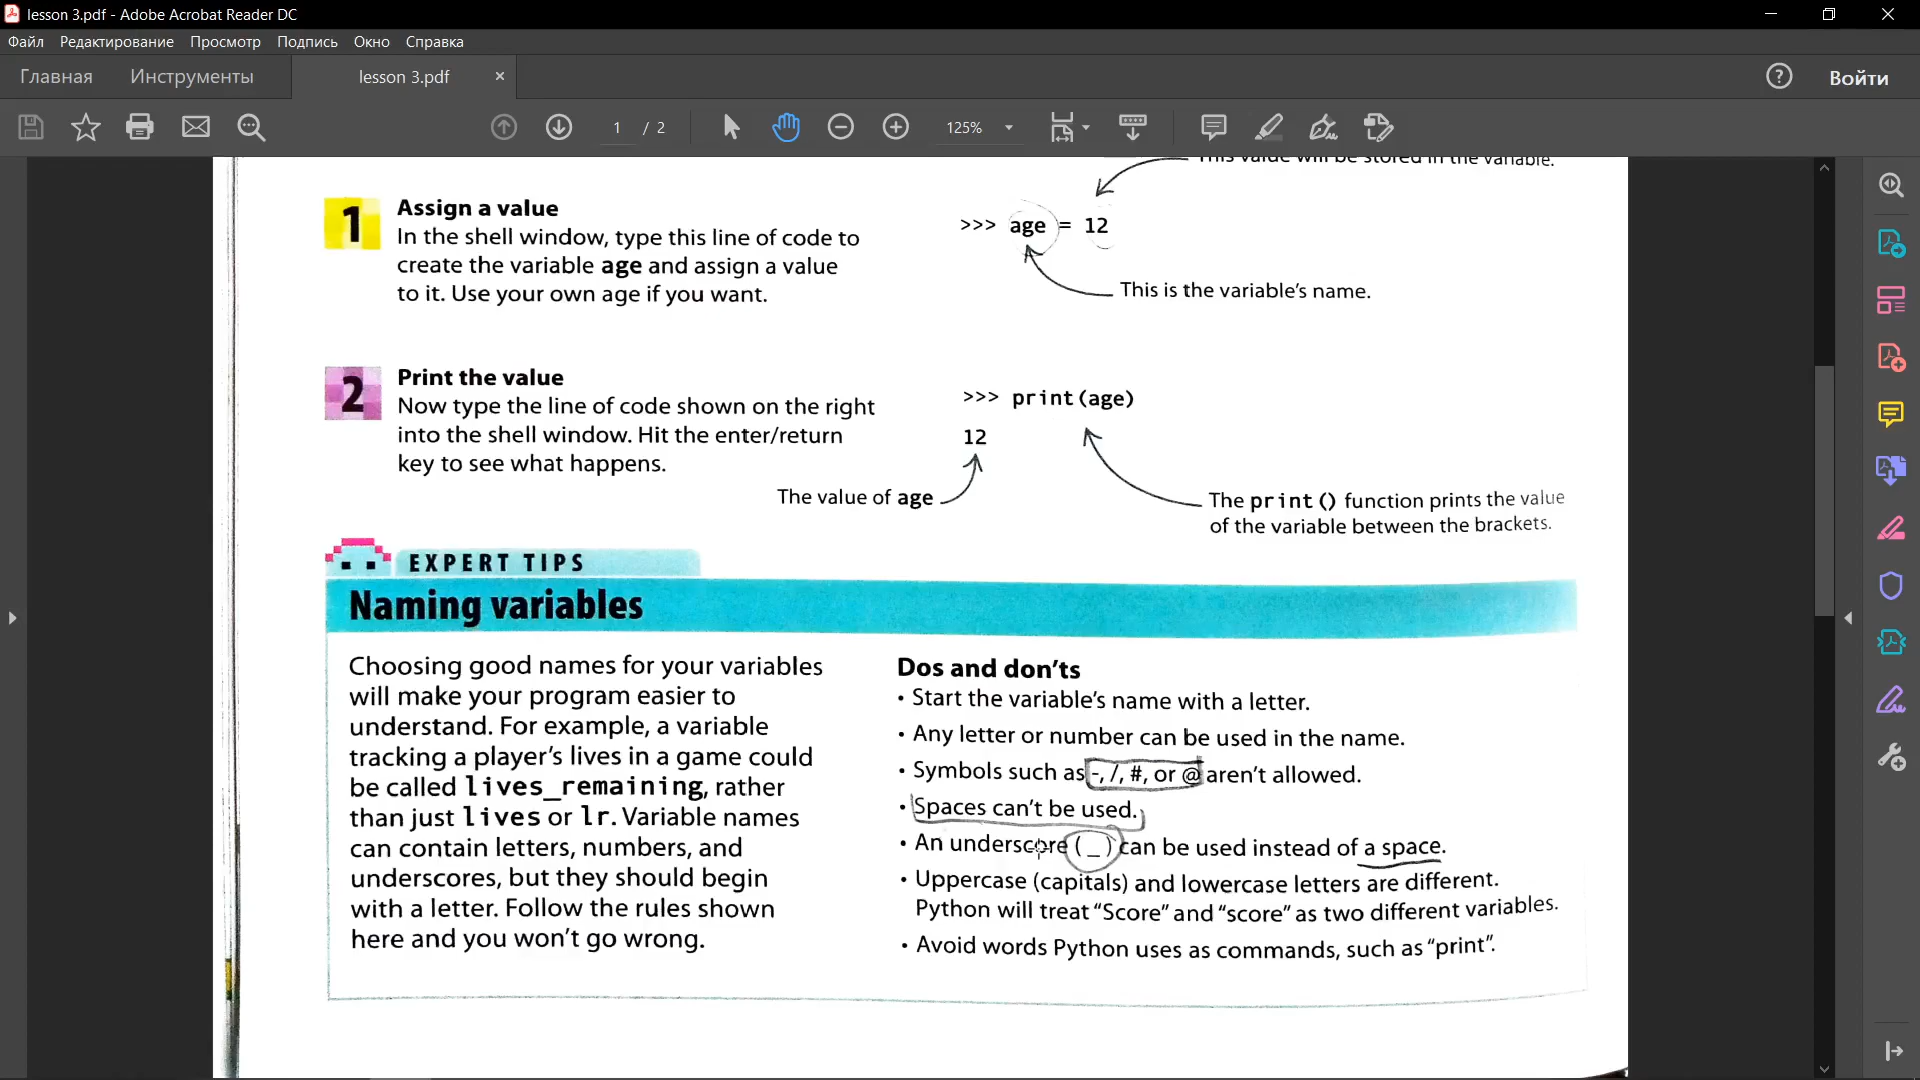 lesson 3.pdf - Adobe Acrobat Reader DC
Файл Редактирование Просмотр Подпись Окно Справка
Главная Инструменты lesson 3.pdf × Войти
1 / 2 125%
This value will be stored in the variable.
1 Assign a value
In the shell window, type this line of code to
create the variable age and assign a value
to it. Use your own age if you want.
>>> age = 12
This is the variable's name.
2 Print the value
Now type the line of code shown on the right
into the shell window. Hit the enter/return
key to see what happens.
>>> print(age)
12
The value of age
The print() function prints the value
of the variable between the brackets.
EXPERT TIPS
Naming variables
Choosing good names for your variables
will make your program easier to
understand. For example, a variable
tracking a player's lives in a game could
be called lives_remaining, rather
than just lives or lr. Variable names
can contain letters, numbers, and
underscores, but they should begin
with a letter. Follow the rules shown
here and you won't go wrong.
Dos and don'ts
• Start the variable's name with a letter.
• Any letter or number can be used in the name.
• Symbols such as -, /, #, or @ aren't allowed.
• Spaces can't be used.
• An underscore (_) can be used instead of a space.
• Uppercase (capitals) and lowercase letters are different.
Python will treat "Score" and "score" as two different variables.
• Avoid words Python uses as commands, such as "print".